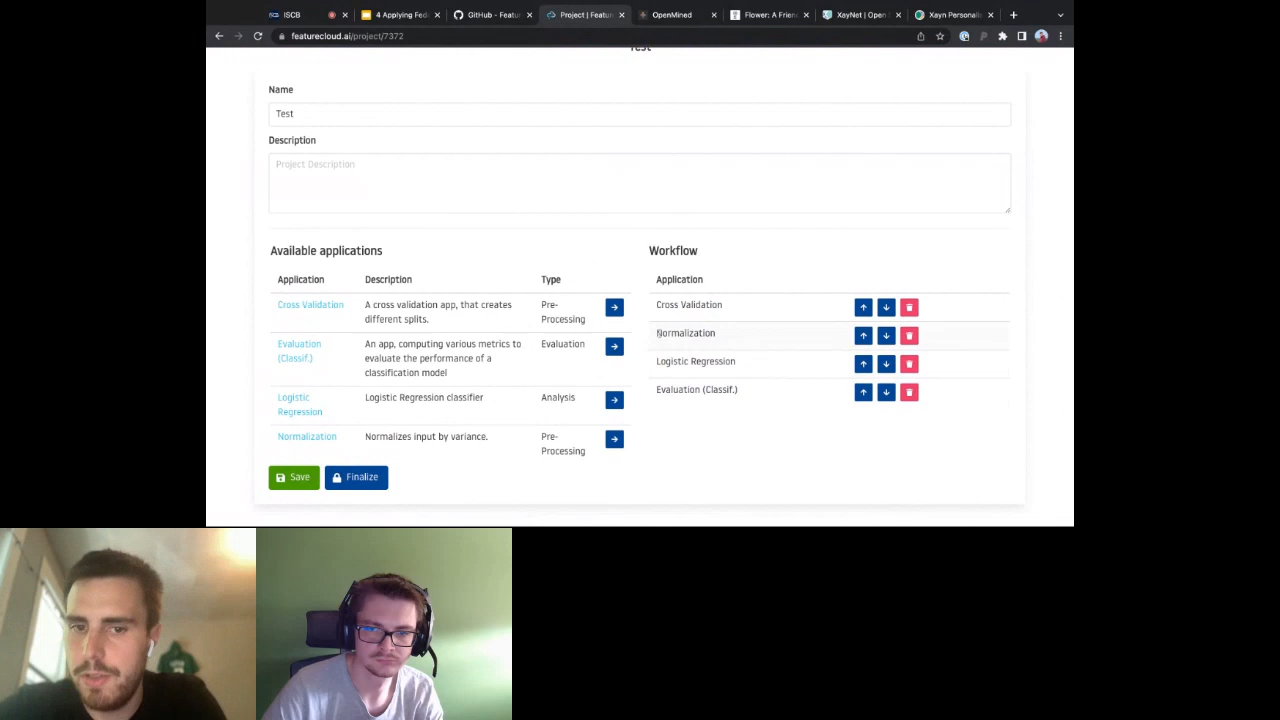 ISCB
4 Applying Fed
GitHub - Featur
Project | Featur
OpenMined
Flower: A Frien
XayNet | Open
Xayn Personali
featurecloud.ai/project/7372
Test
Name
Test
Description
Project Description
Available applications
Application Description Type
Cross Validation A cross validation app, that creates Pre-
different splits. Processing
Evaluation An app, computing various metrics to Evaluation
(Classif.) evaluate the performance of a
classification model
Logistic Logistic Regression classifier Analysis
Regression
Normalization Normalizes input by variance. Pre-
Processing
Workflow
Application
Cross Validation
Normalization
Logistic Regression
Evaluation (Classif.)
Save
Finalize